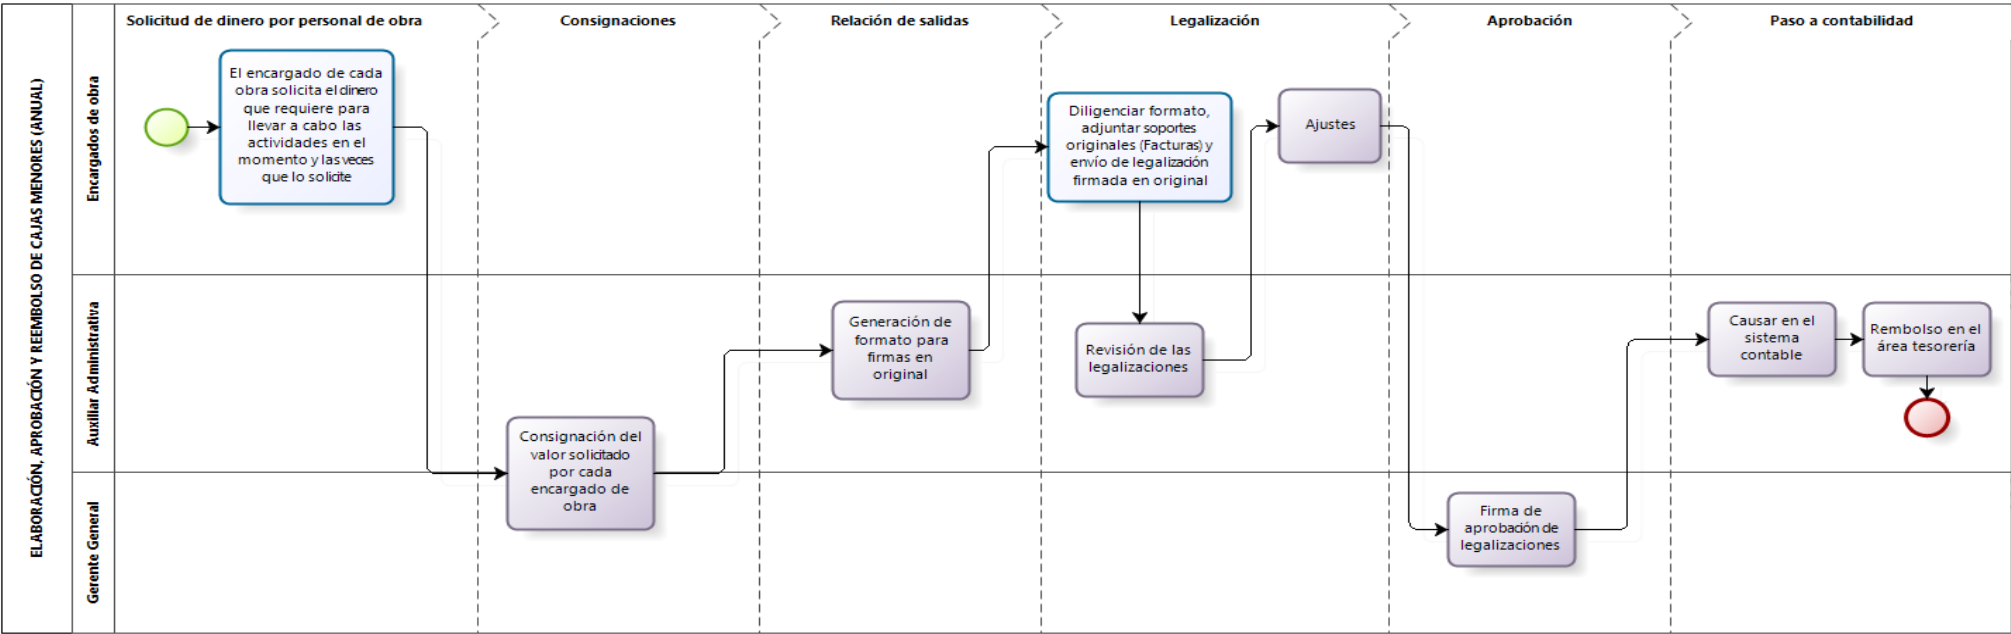 ELABORACIÓN, APROBACIÓN Y REEMBOLSO DE CAJAS MENORES (ANUAL)
Solicitud de dinero por personal de obra
Consignaciones
Relación de salidas
Legalización
Aprobación
Paso a contabilidad
Encargados de obra
El encargado de cada
obra solicita el dinero
que requiere para
llevar a cabo las
actividades en el
momento y las veces
que lo solicite
Diligenciar formato,
adjuntar soportes
originales (Facturas) y
envío de legalización
firmada en original
Ajustes
Auxiliar Administrativa
Generación de
formato para
firmas en
original
Revisión de las
legalizaciones
Causar en el
sistema
contable
Rembolso en el
área tesorería
Consignación del
valor solicitado
por cada
encargado de
obra
Gerente General
Firma de
aprobación de
legalizaciones